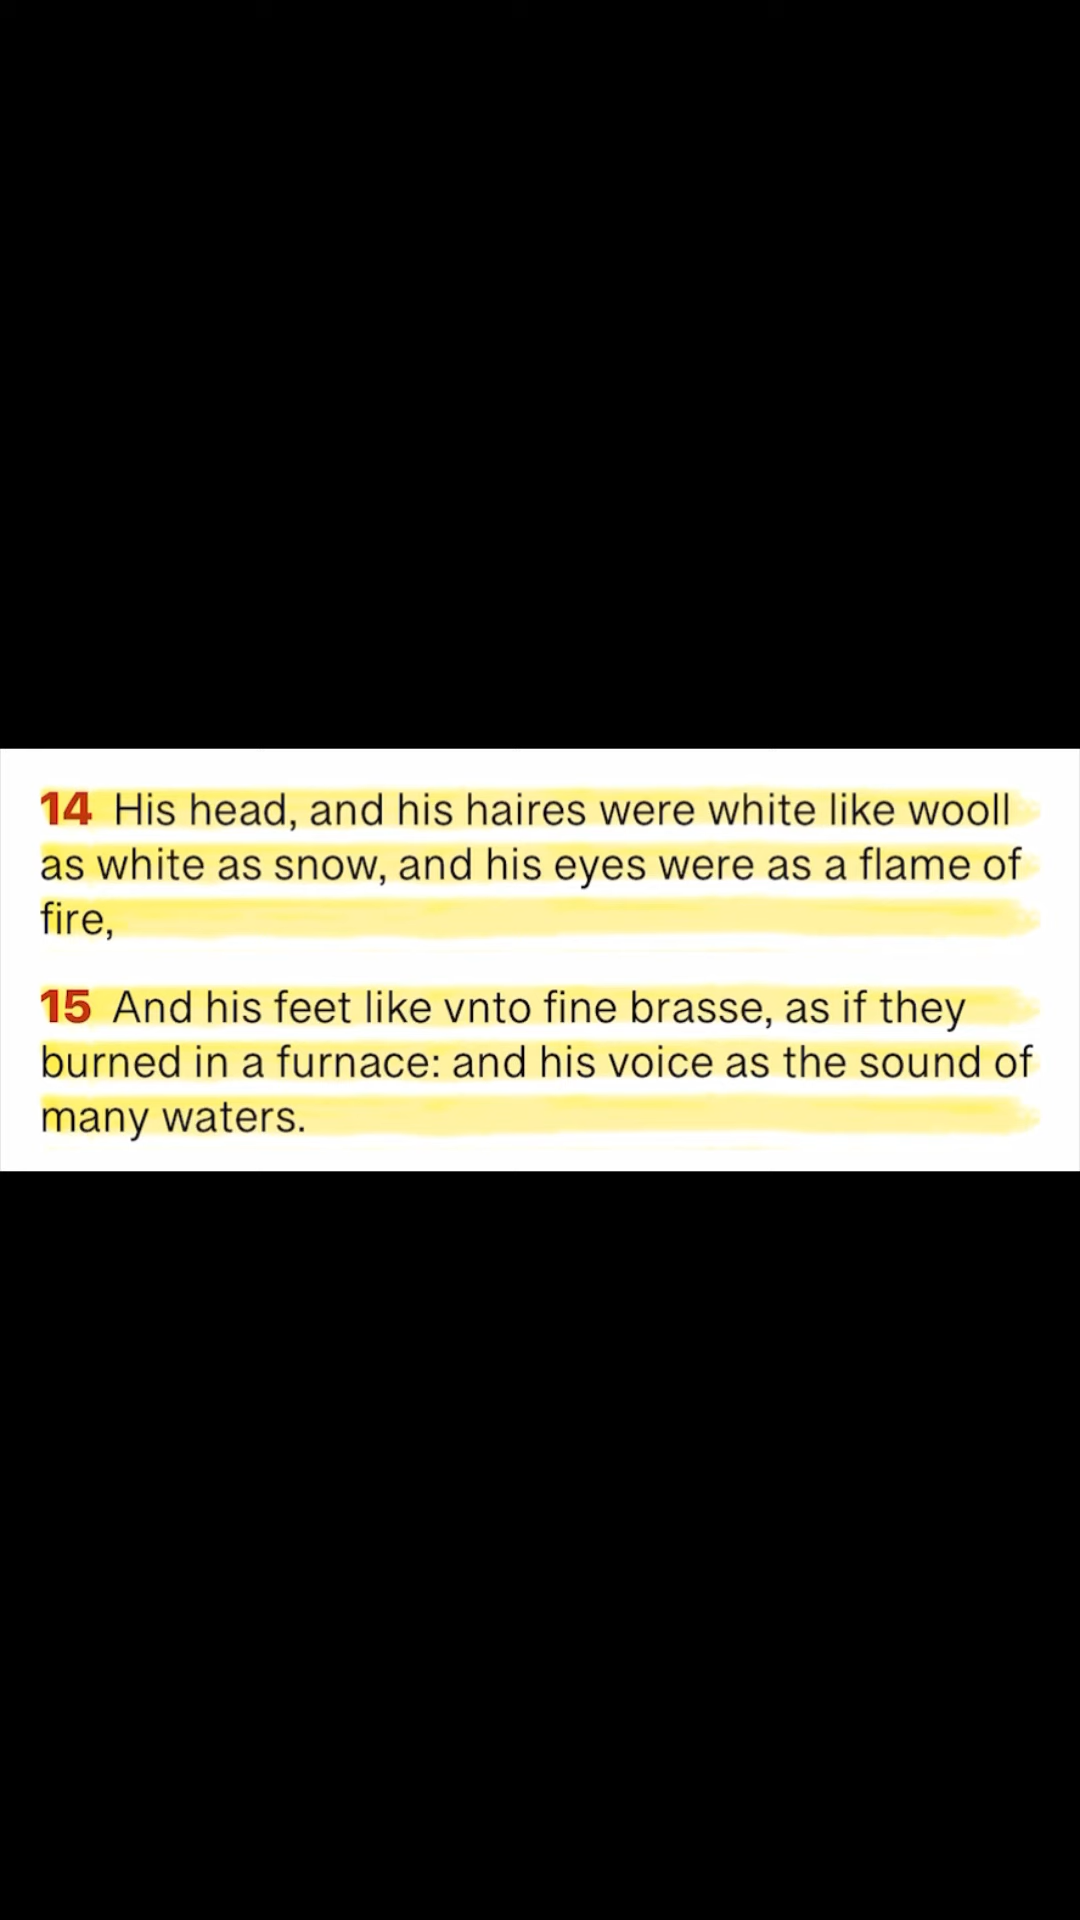 14 His head, and his haires were white like wooll
as white as snow, and his eyes were as a flame of
fire,
15 And his feet like vnto fine brasse, as if they
burned in a furnace: and his voice as the sound of
many waters.